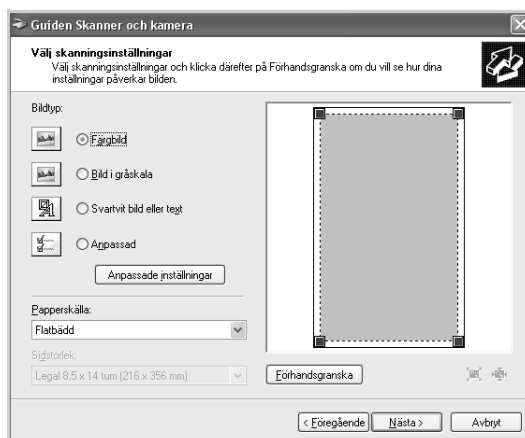 Guiden Skanner och kamera
Välj skanningsinställningar
Välj skanningsinställningar och klicka därefter på Förhandsgranska om du vill se hur dina
inställningar påverkar bilden.
Bildtyp:
Färgbild
Bild i gråskala
Svartvit bild eller text
Anpassad
Anpassade inställningar
Papperskälla:
Flatbädd
Sidstorlek:
Legal 8,5 x 14 tum (216 x 356 mm)
Förhandsgranska
< Föregående
Nästa >
Avbryt